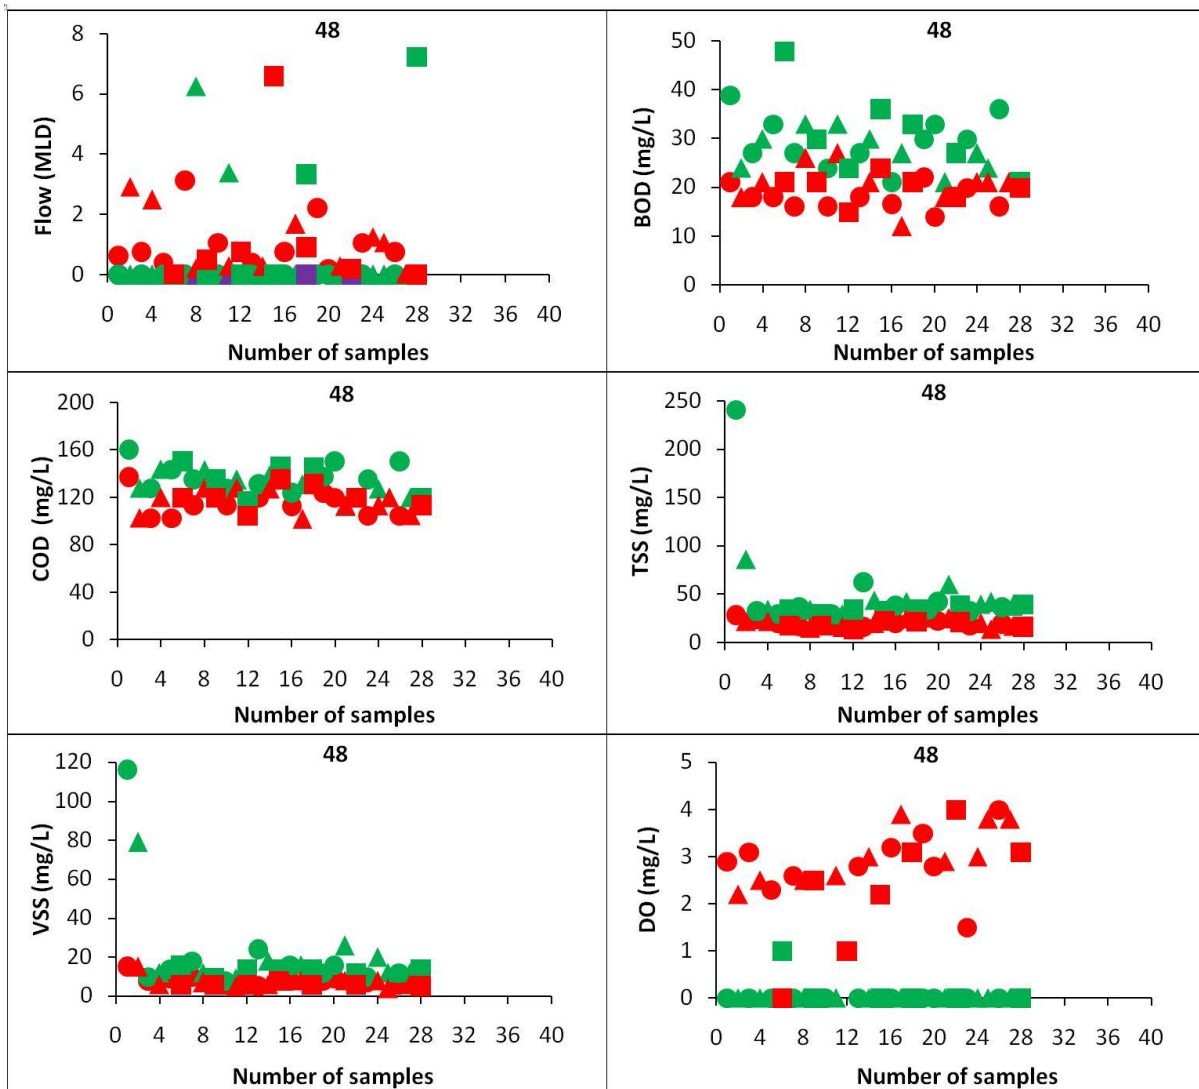 48
8
6
4
2
0
Flow (MLD)
0 4 8 12 16 20 24 28 32 36 40
Number of samples
48
50
40
30
20
10
0
BOD (mg/L)
0 4 8 12 16 20 24 28 32 36 40
Number of samples
48
200
160
120
80
40
0
COD (mg/L)
0 4 8 12 16 20 24 28 32 36 40
Number of samples
48
250
200
150
100
50
0
TSS (mg/L)
0 4 8 12 16 20 24 28 32 36 40
Number of samples
48
120
100
80
60
40
20
0
VSS (mg/L)
0 4 8 12 16 20 24 28 32 36 40
Number of samples
48
5
4
3
2
1
0
DO (mg/L)
0 4 8 12 16 20 24 28 32 36 40
Number of samples